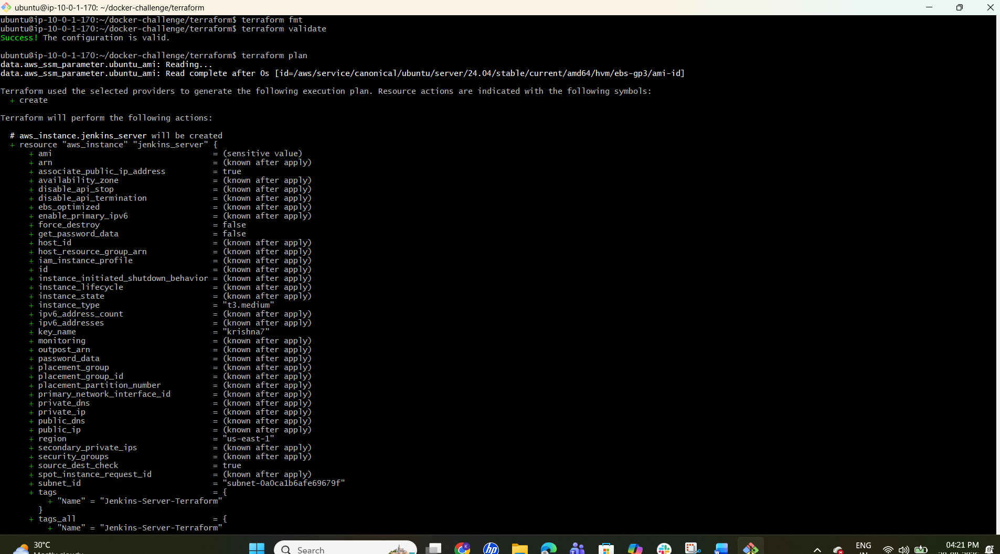 ubuntu@ip-10-0-1-170: ~/docker-challenge/terraform
ubuntu@ip-10-0-1-170:~/docker-challenge/terraform$ terraform fmt
ubuntu@ip-10-0-1-170:~/docker-challenge/terraform$ terraform validate
Success! The configuration is valid.
ubuntu@ip-10-0-1-170:~/docker-challenge/terraform$ terraform plan
data.aws_ssm_parameter.ubuntu_ami: Reading...
data.aws_ssm_parameter.ubuntu_ami: Read complete after 0s [id=/aws/service/canonical/ubuntu/server/24.04/stable/current/amd64/hvm/ebs-gp3/ami-id]
Terraform used the selected providers to generate the following execution plan. Resource actions are indicated with the following symbols:
  + create
Terraform will perform the following actions:
  # aws_instance.jenkins_server will be created
  + resource "aws_instance" "jenkins_server" {
      + ami                                  = (sensitive value)
      + arn                                  = (known after apply)
      + associate_public_ip_address          = true
      + availability_zone                    = (known after apply)
      + disable_api_stop                     = (known after apply)
      + disable_api_termination              = (known after apply)
      + ebs_optimized                        = (known after apply)
      + enable_primary_ipv6                  = (known after apply)
      + force_destroy                        = false
      + get_password_data                    = false
      + host_id                              = (known after apply)
      + host_resource_group_arn              = (known after apply)
      + iam_instance_profile                 = (known after apply)
      + id                                   = (known after apply)
      + instance_initiated_shutdown_behavior = (known after apply)
      + instance_lifecycle                   = (known after apply)
      + instance_state                       = (known after apply)
      + instance_type                        = "t3.medium"
      + ipv6_address_count                   = (known after apply)
      + ipv6_addresses                       = (known after apply)
      + key_name                             = "krishna7"
      + monitoring                           = (known after apply)
      + outpost_arn                          = (known after apply)
      + password_data                        = (known after apply)
      + placement_group                      = (known after apply)
      + placement_group_id                   = (known after apply)
      + placement_partition_number           = (known after apply)
      + primary_network_interface_id         = (known after apply)
      + private_dns                          = (known after apply)
      + private_ip                           = (known after apply)
      + public_dns                           = (known after apply)
      + public_ip                            = (known after apply)
      + region                               = "us-east-1"
      + secondary_private_ips                = (known after apply)
      + security_groups                      = (known after apply)
      + source_dest_check                    = true
      + spot_instance_request_id             = (known after apply)
      + subnet_id                            = "subnet-0a0ca1b6afe69679f"
      + tags                                 = {
          + "Name" = "Jenkins-Server-Terraform"
        }
      + tags_all                             = {
          + "Name" = "Jenkins-Server-Terraform"
30°C
Search
ENG
04:21 PM